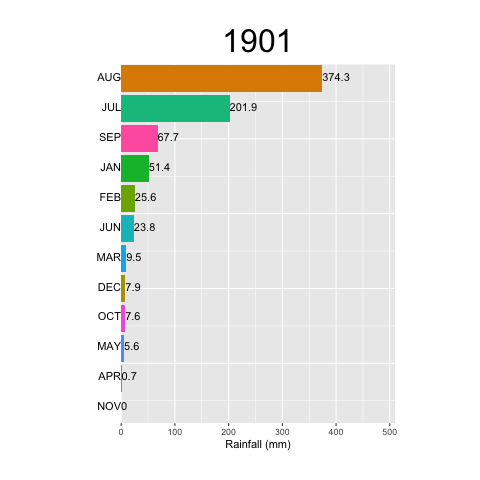 1901
AUG 374.3
JUL 201.9
SEP 67.7
JAN 51.4
FEB 25.6
JUN 23.8
MAR 9.5
DEC 7.9
OCT 7.6
MAY 5.6
APR 0.7
NOV 0
0 100 200 300 400 500
Rainfall (mm)